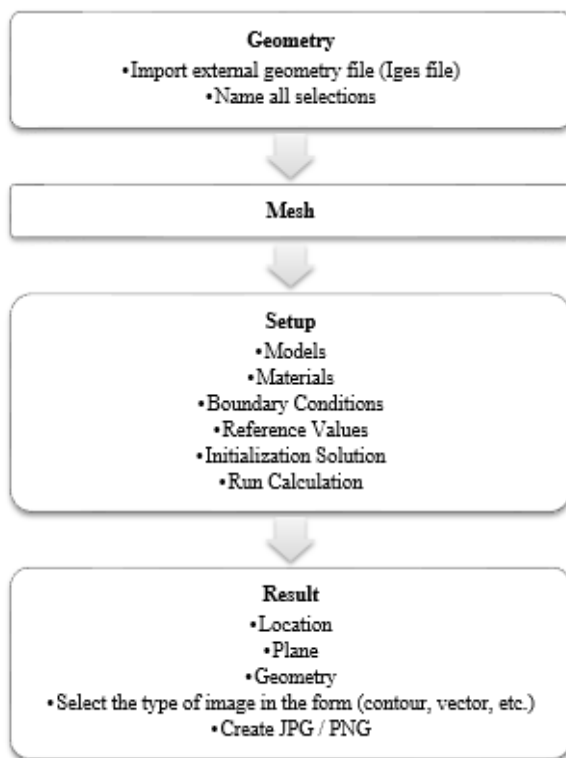 Geometry
•Import external geometry file (Iges file)
•Name all selections
Mesh
Setup
•Models
•Materials
•Boundary Conditions
•Reference Values
•Initialization Solution
•Run Calculation
Result
•Location
•Plane
•Geometry
•Select the type of image in the form (contour, vector, etc.)
•Create JPG / PNG